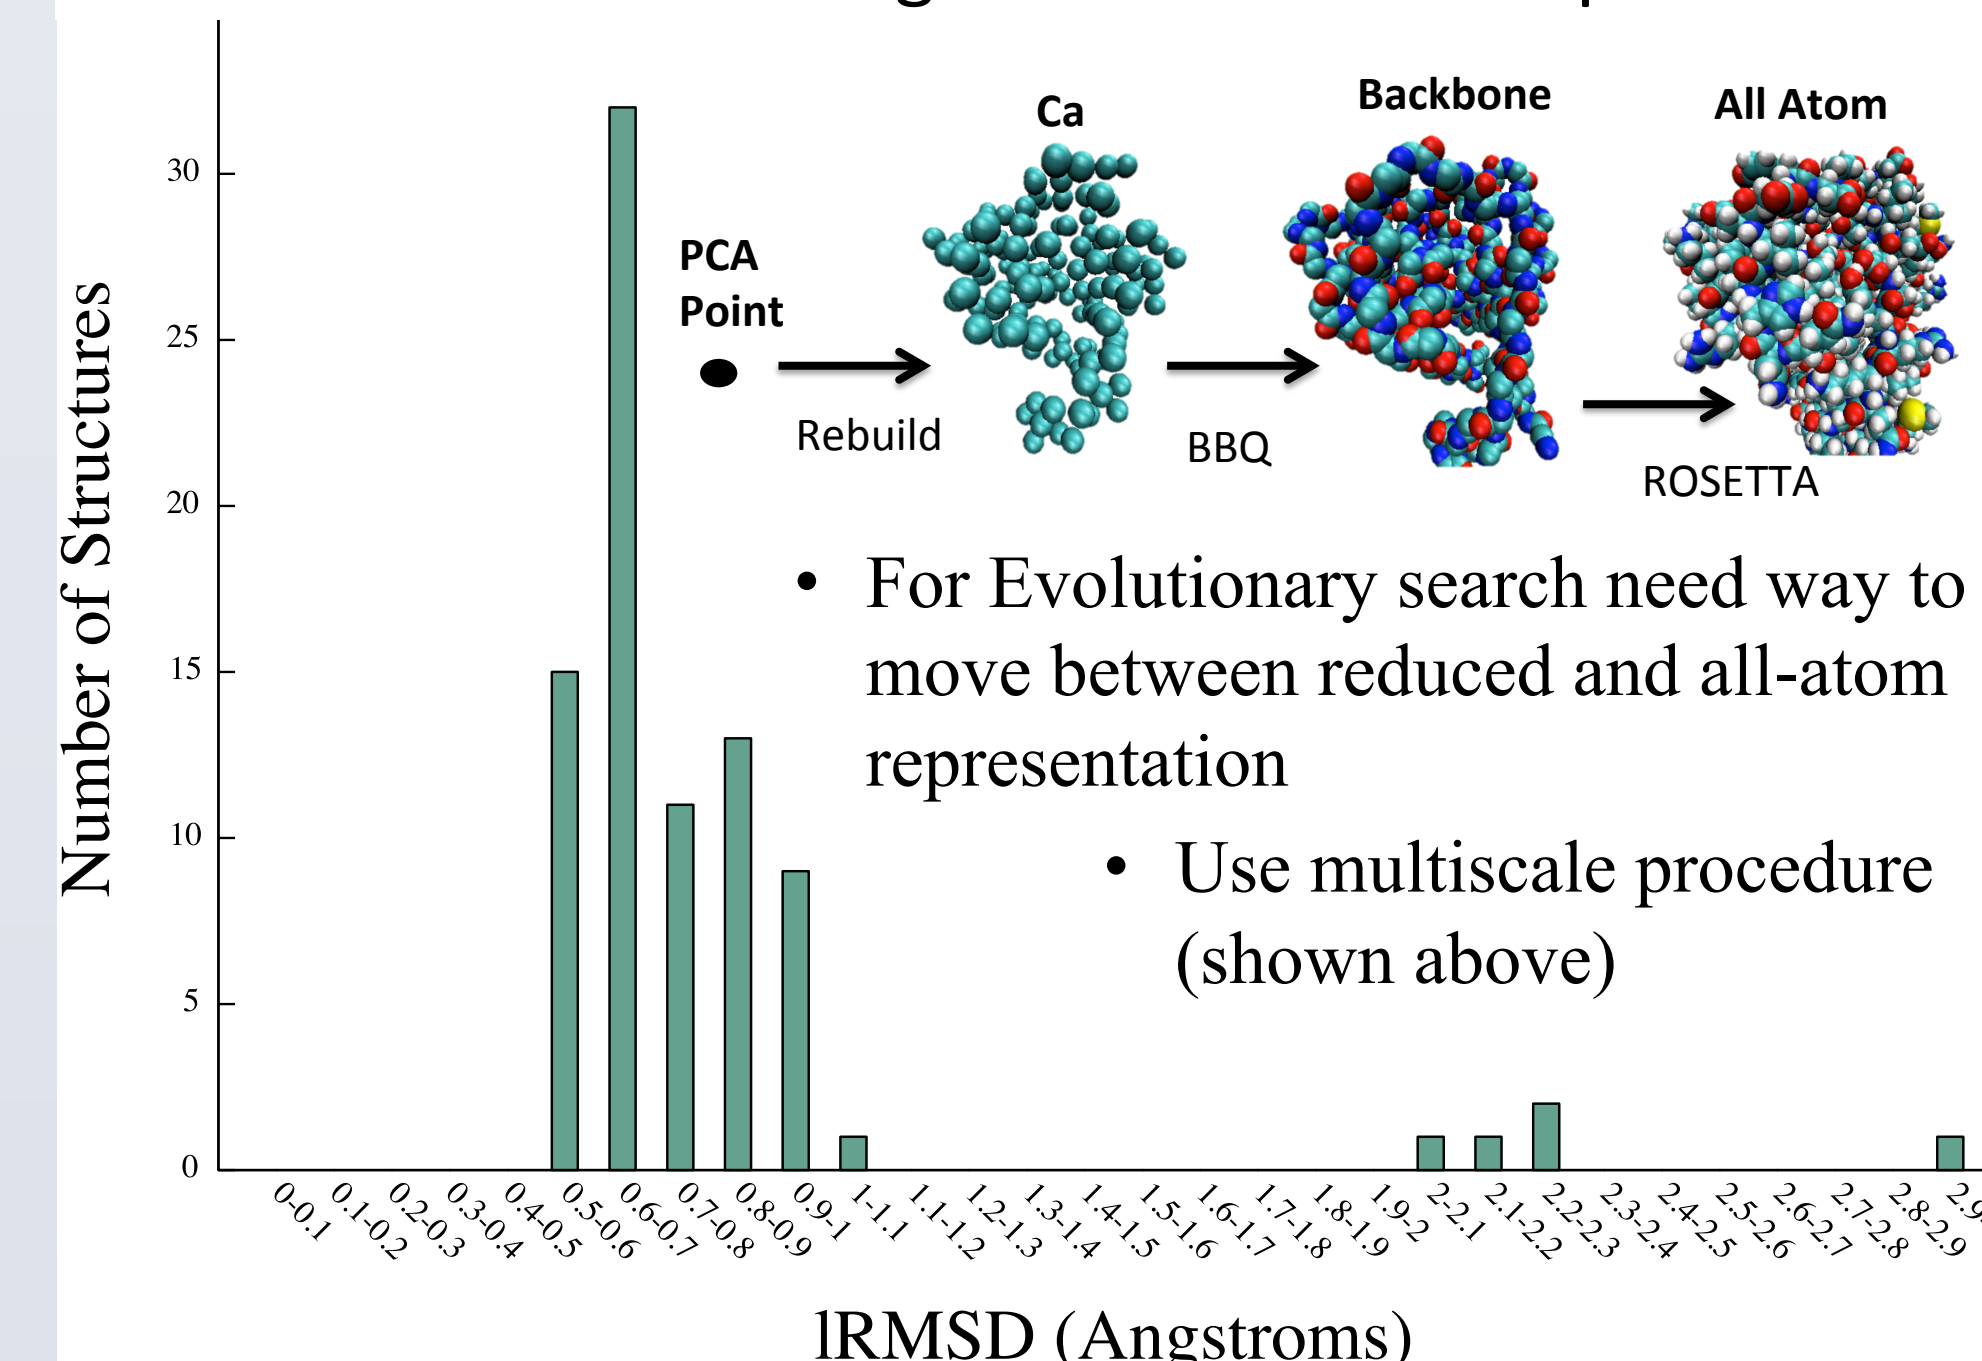 Number of Structures
30
25
20
15
10
5
0
PCA
Point
Rebuild
Ca
BBQ
Backbone
ROSETTA
All Atom
• For Evolutionary search need way to
move between reduced and all-atom
representation
• Use multiscale procedure
(shown above)
0-0.1
0.1-0.2
0.2-0.3
0.3-0.4
0.4-0.5
0.5-0.6
0.6-0.7
0.7-0.8
0.8-0.9
0.9-1
1-1.1
1.1-1.2
1.2-1.3
1.3-1.4
1.4-1.5
1.5-1.6
1.6-1.7
1.7-1.8
1.8-1.9
1.9-2
2-2.1
2.1-2.2
2.2-2.3
2.3-2.4
2.4-2.5
2.5-2.6
2.6-2.7
2.7-2.8
2.8-2.9
2.9
lRMSD (Angstroms)